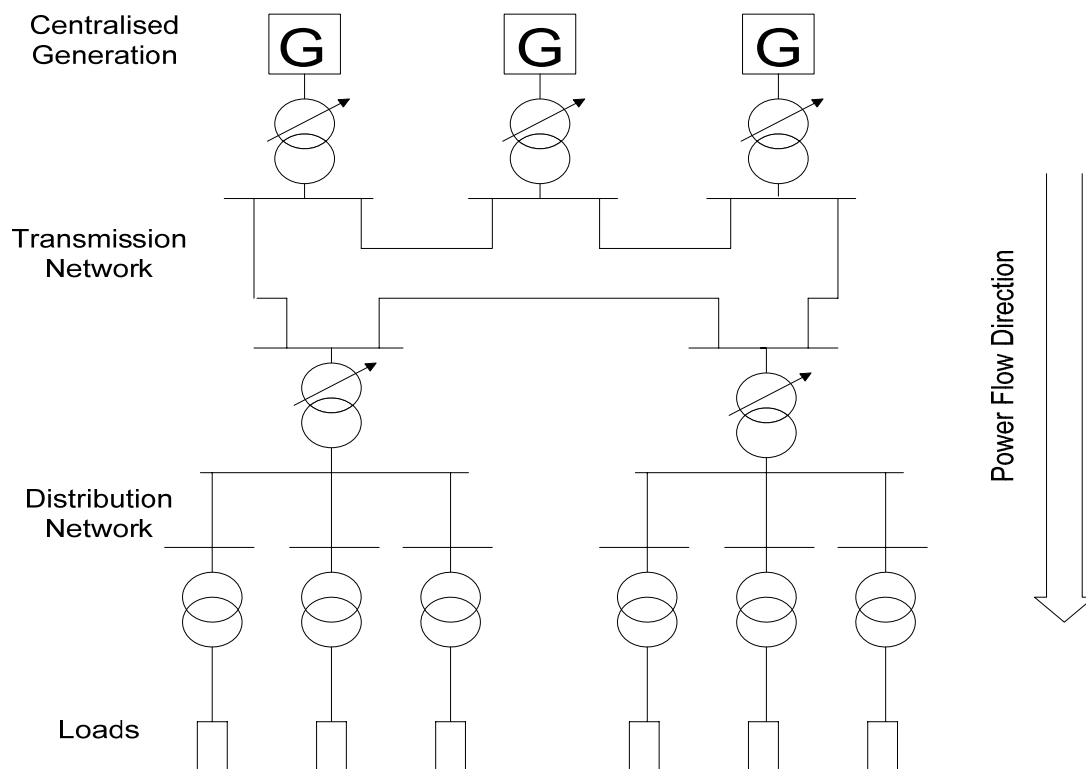 Centralised
Generation
G
G
G
Transmission
Network
Power Flow Direction
Distribution
Network
Loads